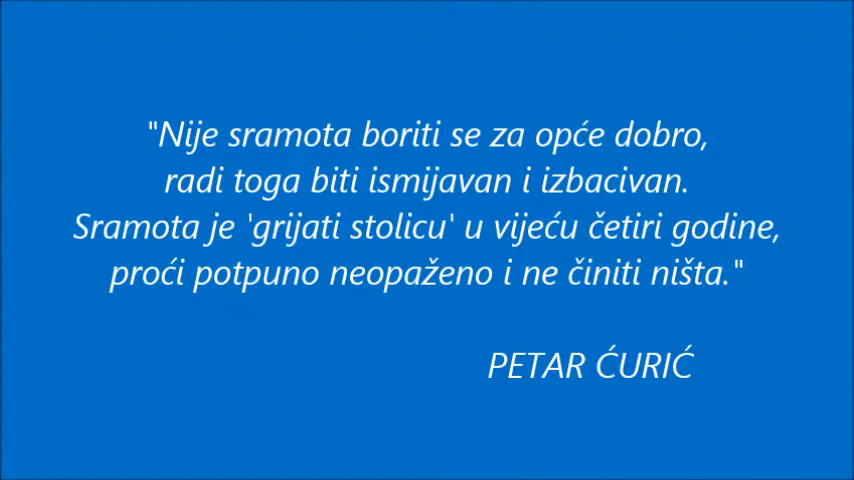 "Nije sramota boriti se za opće dobro,
radi toga biti ismijavan i izbacivan.
Sramota je 'grijati stolicu' u vijeću četiri godine,
proći potpuno neopaženo i ne činiti ništa."
PETAR ĆURIĆ